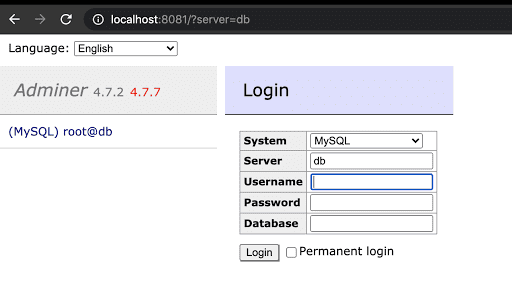 localhost:8081/?server=db
Language: English
Adminer 4.7.2 4.7.7
(MySQL) root@db
Login
System MySQL
Server db
Username
Password
Database
Login Permanent login